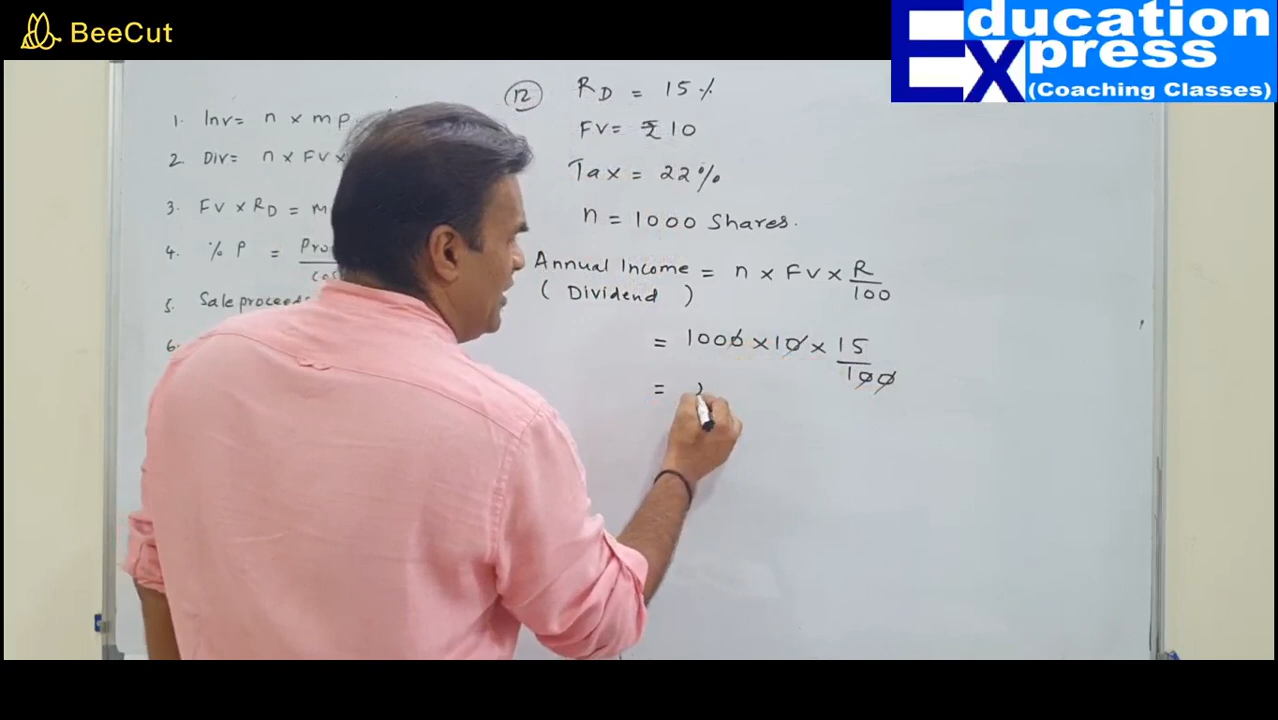 BeeCut
Education
Express
(Coaching Classes)
1. Inv= n × mp
2. Div= n × FV ×
3. FV × RD = m
4. % P = Pro
cos
5. Sale proceeds
6.
12 RD = 15%
FV= ₹10
Tax = 22%
n = 1000 Shares.
Annual Income = n × FV × R/100
(Dividend)
= 1000 × 10 × 15/100
=